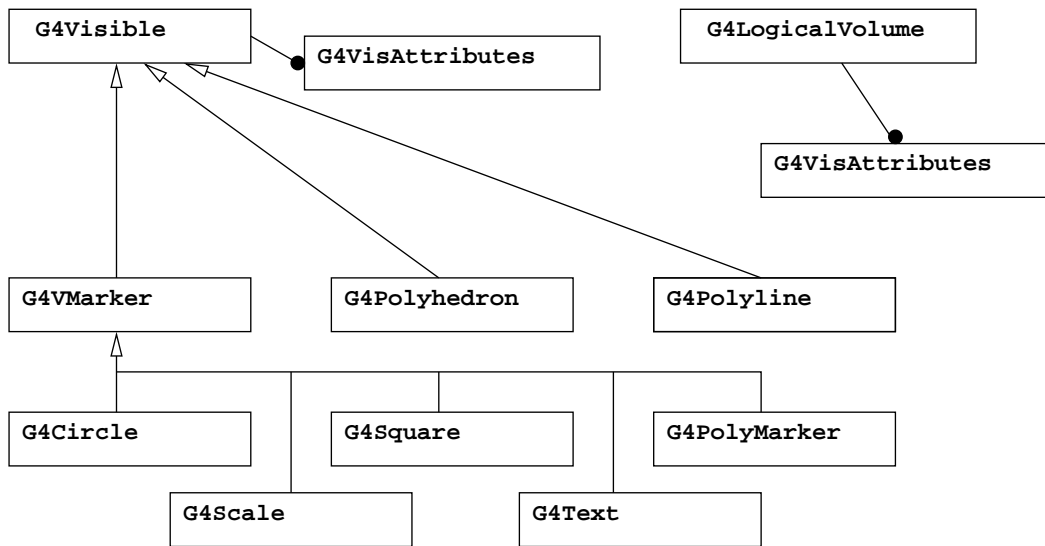 G4Visible
G4VisAttributes
G4LogicalVolume
G4VisAttributes
G4VMarker
G4Polyhedron
G4Polyline
G4Circle
G4Square
G4PolyMarker
G4Scale
G4Text